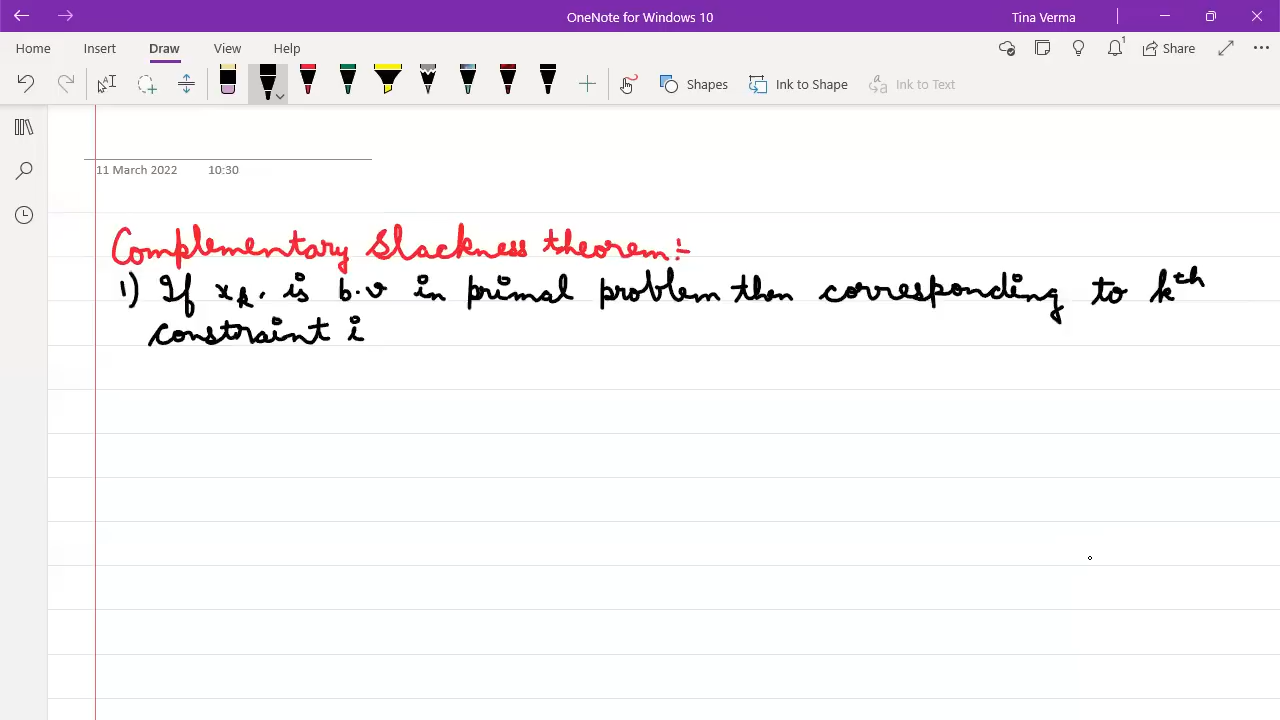 OneNote for Windows 10
Tina Verma
Home Insert Draw View Help
1
Share
Shapes
Ink to Shape
Ink to Text
11 March 2022 10:30
Complementary Slackness theorem:-
1) If xk, is b.v in primal problem then corresponding to kth
constraint i